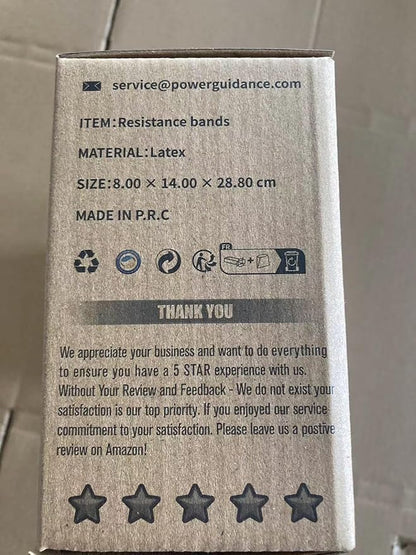 service@powerguidance.com
ITEM:Resistance bands
MATERIAL:Latex
SIZE:8.00 × 14.00 × 28.80 cm
MADE IN P.R.C
FR
THANK YOU
We appreciate your business and want to do everything
to ensure you have a 5 STAR experience with us.
Without Your Review and Feedback - We do not exist your
satisfaction is our top priority. If you enjoyed our service
commitment to your satisfaction. Please leave us a postive
review on Amazon!